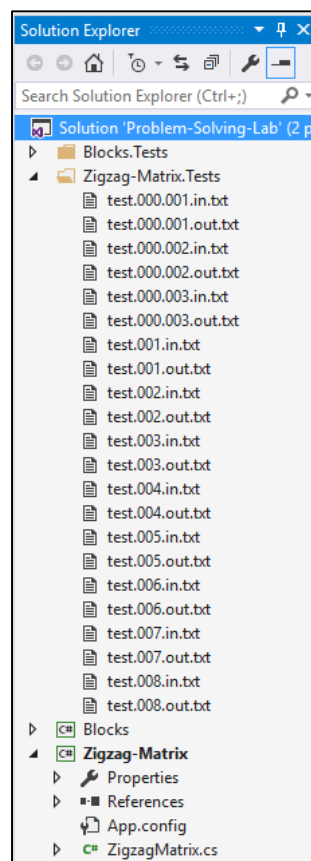 Solution Explorer
Search Solution Explorer (Ctrl+;)
Solution 'Problem-Solving-Lab' (2 p
Blocks.Tests
Zigzag-Matrix.Tests
test.000.001.in.txt
test.000.001.out.txt
test.000.002.in.txt
test.000.002.out.txt
test.000.003.in.txt
test.000.003.out.txt
test.001.in.txt
test.001.out.txt
test.002.in.txt
test.002.out.txt
test.003.in.txt
test.003.out.txt
test.004.in.txt
test.004.out.txt
test.005.in.txt
test.005.out.txt
test.006.in.txt
test.006.out.txt
test.007.in.txt
test.007.out.txt
test.008.in.txt
test.008.out.txt
C# Blocks
C# Zigzag-Matrix
Properties
References
App.config
C# ZigzagMatrix.cs